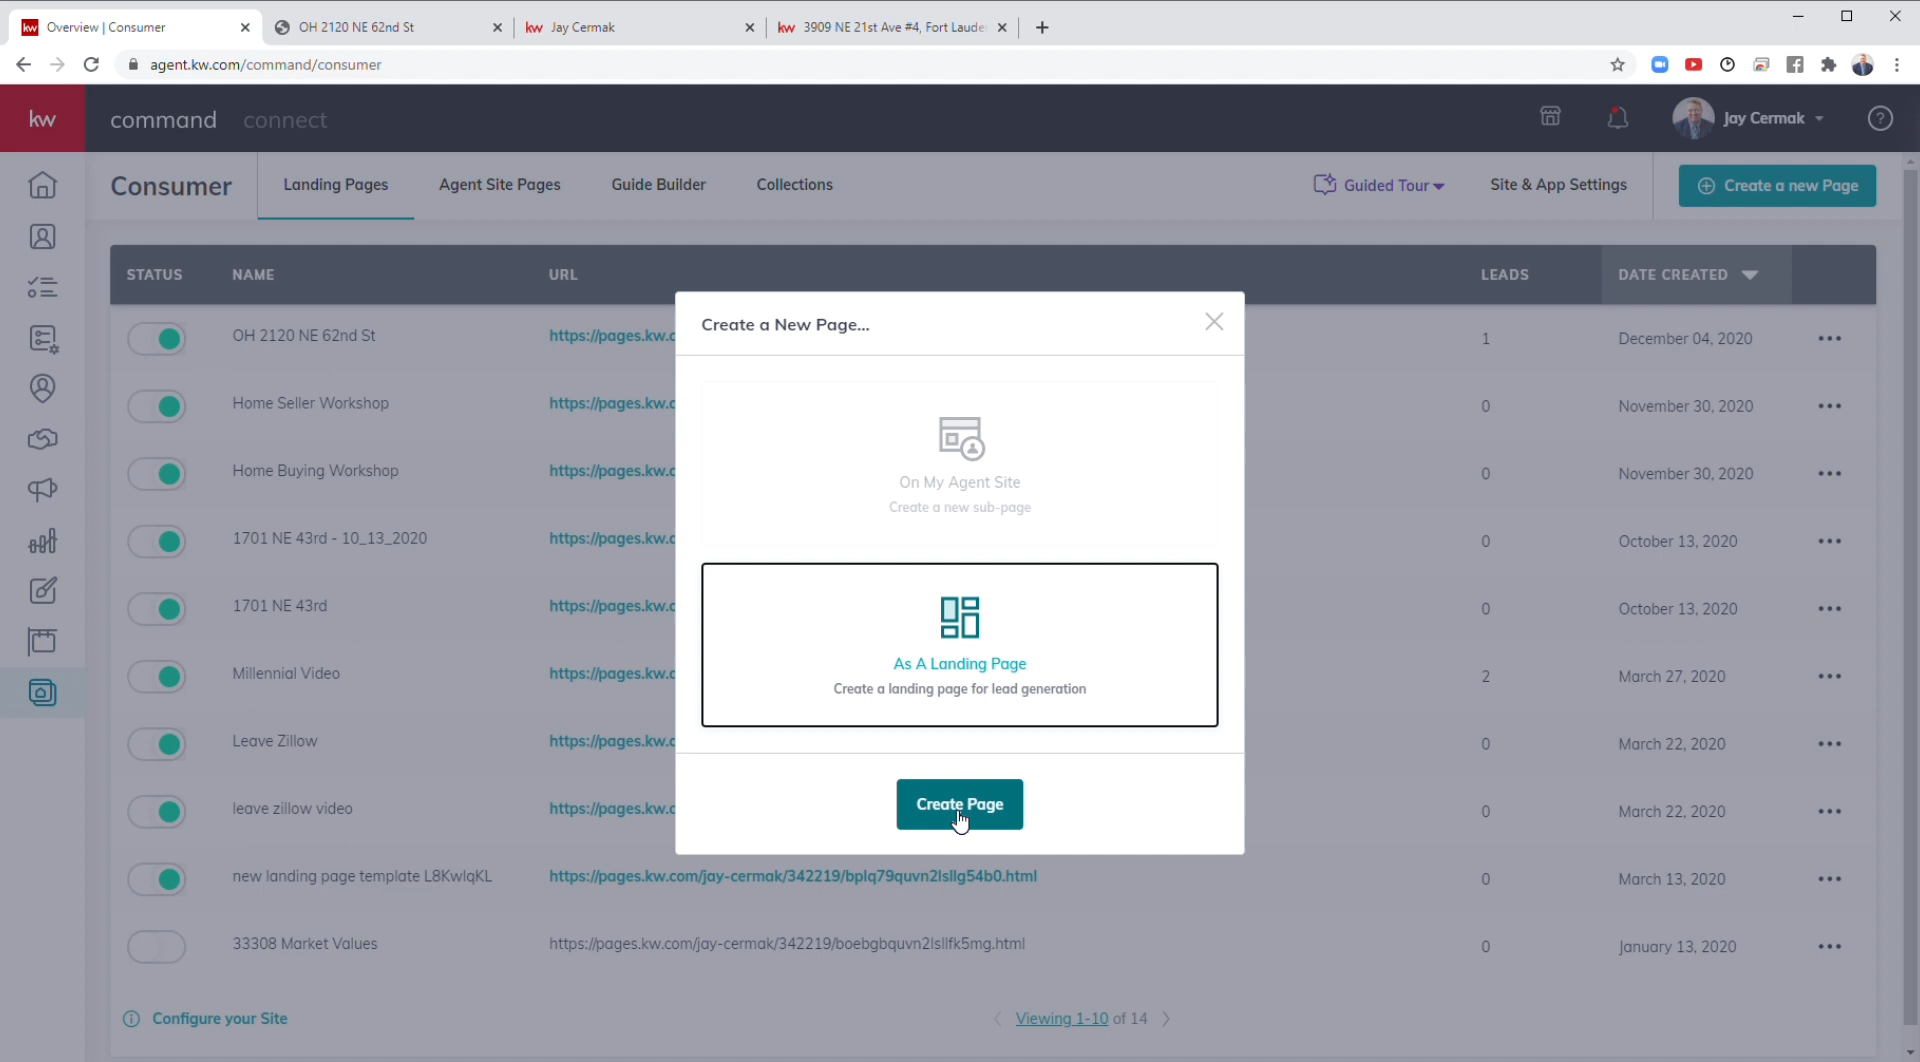 kw Overview | Consumer
OH 2120 NE 62nd St
kw Jay Cermak
kw 3909 NE 21st Ave #4, Fort Laude
agent.kw.com/command/consumer
kw command connect
Jay Cermak
Consumer
Landing Pages
Agent Site Pages
Guide Builder
Collections
Guided Tour
Site & App Settings
Create a new Page
STATUS NAME URL LEADS DATE CREATED
OH 2120 NE 62nd St https://pages.kw.c 1 December 04, 2020
Home Seller Workshop https://pages.kw.c 0 November 30, 2020
Home Buying Workshop https://pages.kw.c 0 November 30, 2020
1701 NE 43rd - 10_13_2020 https://pages.kw.c 0 October 13, 2020
1701 NE 43rd https://pages.kw.c 0 October 13, 2020
Millennial Video https://pages.kw.c 2 March 27, 2020
Leave Zillow https://pages.kw.c 0 March 22, 2020
leave zillow video https://pages.kw.c 0 March 22, 2020
new landing page template L8KwlqKL https://pages.kw.com/jay-cermak/342219/bplq79quvn2lsllg54b0.html 0 March 13, 2020
33308 Market Values https://pages.kw.com/jay-cermak/342219/boebgbquvn2lsllfk5mg.html 0 January 13, 2020
Configure your Site
Viewing 1-10 of 14
Create a New Page...
On My Agent Site
Create a new sub-page
As A Landing Page
Create a landing page for lead generation
Create Page